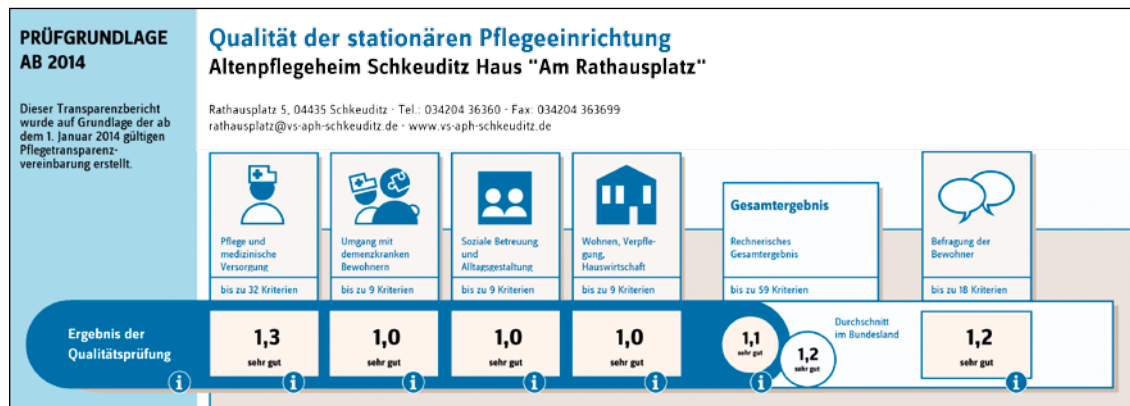 PRÜFGRUNDLAGE
AB 2014
Dieser Transparenzbericht
wurde auf Grundlage der ab
dem 1. Januar 2014 gültigen
Pflegetransparenz-
vereinbarung erstellt.
Qualität der stationären Pflegeeinrichtung
Altenpflegeheim Schkeuditz Haus "Am Rathausplatz"
Rathausplatz 5, 04435 Schkeuditz · Tel.: 034204 36360 · Fax: 034204 363699
rathausplatz@vs-aph-schkeuditz.de · www.vs-aph-schkeuditz.de
Pflege und
medizinische
Versorgung
bis zu 32 Kriterien
Umgang mit
demenzkranken
Bewohnern
bis zu 9 Kriterien
Soziale Betreuung
und
Alltagsgestaltung
bis zu 9 Kriterien
Wohnen, Verpfle-
gung,
Hauswirtschaft
bis zu 9 Kriterien
Gesamtergebnis
Rechnerisches
Gesamtergebnis
bis zu 59 Kriterien
Befragung der
Bewohner
bis zu 18 Kriterien
Ergebnis der
Qualitätsprüfung
i
1,3
sehr gut
i
1,0
sehr gut
i
1,0
sehr gut
i
1,0
sehr gut
i
1,1
sehr gut
i
1,2
sehr gut
Durchschnitt
im Bundesland
1,2
sehr gut
i